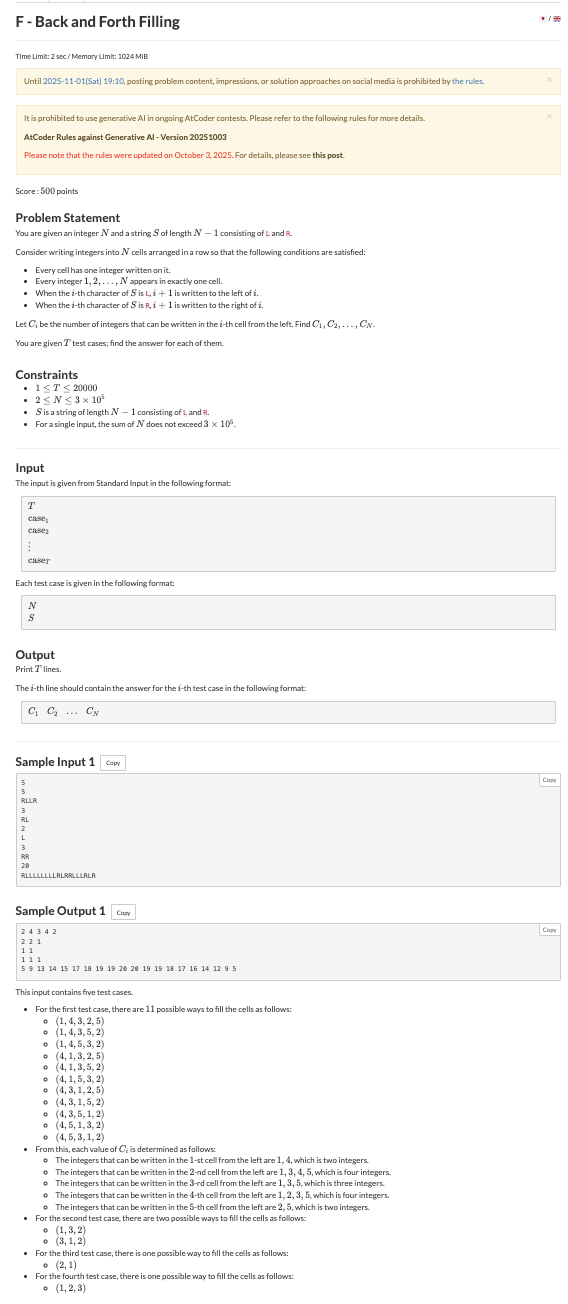 F - Back and Forth Filling
/
Time Limit: 2 sec / Memory Limit: 1024 MiB
Until 2025-11-01(Sat) 19:10, posting problem content, impressions, or solution approaches on social media is prohibited by the rules.
×
It is prohibited to use generative AI in ongoing AtCoder contests. Please refer to the following rules for more details.
×
AtCoder Rules against Generative AI - Version 20251003
Please note that the rules were updated on October 3, 2025. For details, please see this post.
Score : 500 points
Problem Statement
You are given an integer N and a string S of length N − 1 consisting of L and R.
Consider writing integers into N cells arranged in a row so that the following conditions are satisfied:
• Every cell has one integer written on it.
• Every integer 1, 2, . . . , N appears in exactly one cell.
• When the i-th character of S is L, i + 1 is written to the left of i.
• When the i-th character of S is R, i + 1 is written to the right of i.
Let C_i be the number of integers that can be written in the i-th cell from the left. Find C_1, C_2, . . . , C_N.
You are given T test cases; find the answer for each of them.
Constraints
• 1 ≤ T ≤ 20000
• 2 ≤ N ≤ 3 × 10^5
• S is a string of length N − 1 consisting of L and R.
• For a single input, the sum of N does not exceed 3 × 10^5.
Input
The input is given from Standard Input in the following format:
T
case_1
case_2
⋮
case_T
Each test case is given in the following format:
N
S
Output
Print T lines.
The i-th line should contain the answer for the i-th test case in the following format:
C_1 C_2 … C_N
Sample Input 1 Copy
Copy
5
5
RLLR
3
RL
2
L
3
RR
20
RLLLLLLLLRLRRLLLRLR
Sample Output 1 Copy
Copy
2 4 3 4 2
2 2 1
1 1
1 1 1
5 9 13 14 15 17 18 19 19 20 20 19 19 18 17 16 14 12 9 5
This input contains five test cases.
• For the first test case, there are 11 possible ways to fill the cells as follows:
◦ (1, 4, 3, 2, 5)
◦ (1, 4, 3, 5, 2)
◦ (1, 4, 5, 3, 2)
◦ (4, 1, 3, 2, 5)
◦ (4, 1, 3, 5, 2)
◦ (4, 1, 5, 3, 2)
◦ (4, 3, 1, 2, 5)
◦ (4, 3, 1, 5, 2)
◦ (4, 3, 5, 1, 2)
◦ (4, 5, 1, 3, 2)
◦ (4, 5, 3, 1, 2)
• From this, each value of C_i is determined as follows:
◦ The integers that can be written in the 1-st cell from the left are 1, 4, which is two integers.
◦ The integers that can be written in the 2-nd cell from the left are 1, 3, 4, 5, which is four integers.
◦ The integers that can be written in the 3-rd cell from the left are 1, 3, 5, which is three integers.
◦ The integers that can be written in the 4-th cell from the left are 1, 2, 3, 5, which is four integers.
◦ The integers that can be written in the 5-th cell from the left are 2, 5, which is two integers.
• For the second test case, there are two possible ways to fill the cells as follows:
◦ (1, 3, 2)
◦ (3, 1, 2)
• For the third test case, there is one possible way to fill the cells as follows:
◦ (2, 1)
• For the fourth test case, there is one possible way to fill the cells as follows:
◦ (1, 2, 3)